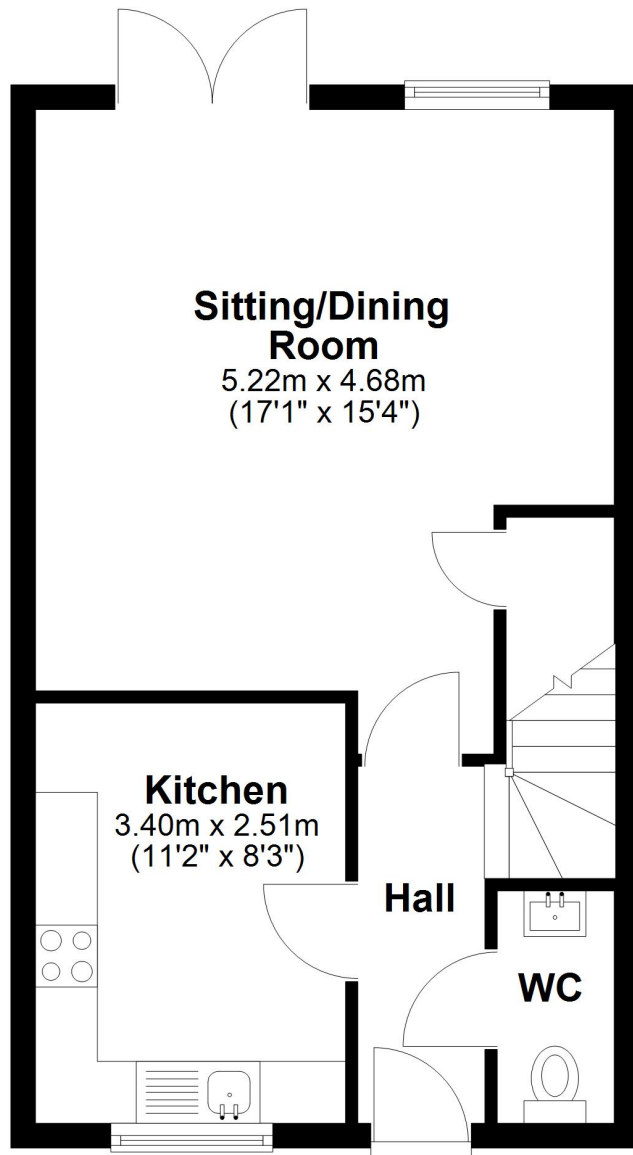 Sitting/Dining
Room
5.22m x 4.68m
(17'1" x 15'4")
Kitchen
3.40m x 2.51m
(11'2" x 8'3")
Hall
WC